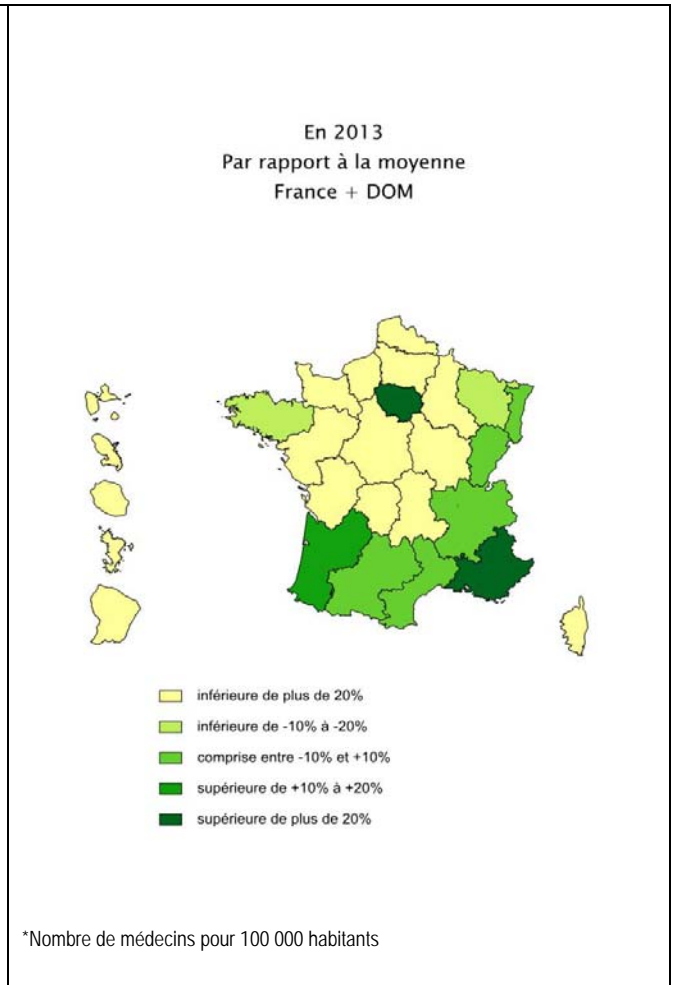 En 2013
Par rapport à la moyenne
France + DOM
inférieure de plus de 20%
inférieure de -10% à -20%
comprise entre -10% et +10%
supérieure de +10% à +20%
supérieure de plus de 20%
*Nombre de médecins pour 100 000 habitants